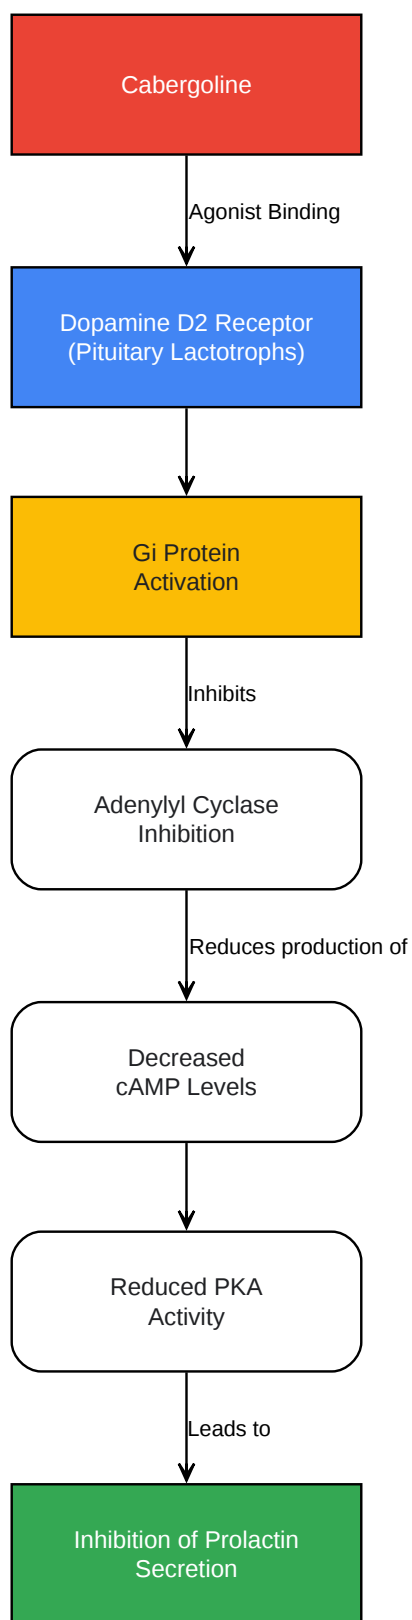 Cabergoline
Agonist Binding
Dopamine D2 Receptor
(Pituitary Lactotrophs)
Gi Protein
Activation
Inhibits
Adenylyl Cyclase
Inhibition
Reduces production of
Decreased
cAMP Levels
Reduced PKA
Activity
Leads to
Inhibition of Prolactin
Secretion